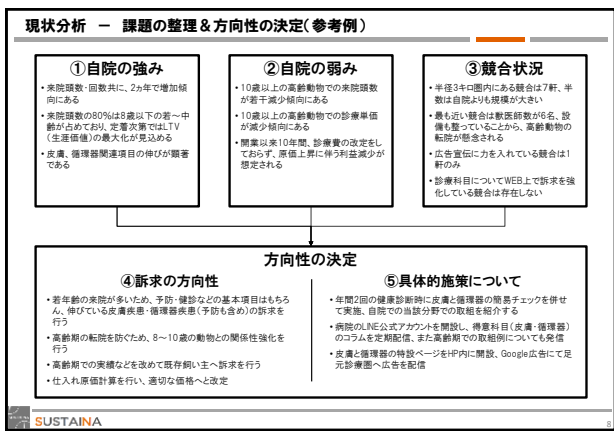 現状分析 － 課題の整理＆方向性の決定(参考例)
①自院の強み
• 来院頭数・回数共に、2ヵ年で増加傾
向にある
• 来院頭数の80%は8歳以下の若～中
齢が占めており、定着次第ではLTV
(生涯価値)の最大化が見込める
• 皮膚、循環器関連項目の伸びが顕著
である
②自院の弱み
• 10歳以上の高齢動物での来院頭数
が若干減少傾向にある
• 10歳以上の高齢動物での診療単価
が減少傾向にある
• 開業以来10年間、診療費の改定をし
ておらず、原価上昇に伴う利益減少が
想定される
③競合状況
• 半径3キロ圏内にある競合は7軒、半
数は自院よりも規模が大きい
• 最も近い競合は獣医師数が6名、設
備も整っていることから、高齢動物の
転院が懸念される
• 広告宣伝に力を入れている競合は1
軒のみ
• 診療科目についてWEB上で訴求を強
化している競合は存在しない
方向性の決定
④訴求の方向性
• 若年齢の来院が多いため、予防・健診などの基本項目はもちろ
ん、伸びている皮膚疾患・循環器疾患(予防も含め)の訴求を
行う
• 高齢期の転院を防ぐため、8～10歳の動物との関係性強化を
行う
• 高齢期での実績などを改めて既存飼い主へ訴求を行う
• 仕入れ原価計算を行い、適切な価格へと改定
⑤具体的施策について
• 年間2回の健康診断時に皮膚と循環器の簡易チェックを併せ
て実施、自院での当該分野での取組を紹介する
• 病院のLINE公式アカウントを開設し、得意科目(皮膚・循環器)
のコラムを定期配信、また高齢期での取組例についても発信
• 皮膚と循環器の特設ページをHP内に開設、Google広告にて足
元診療圏へ広告を配信
SUSTAINA
8